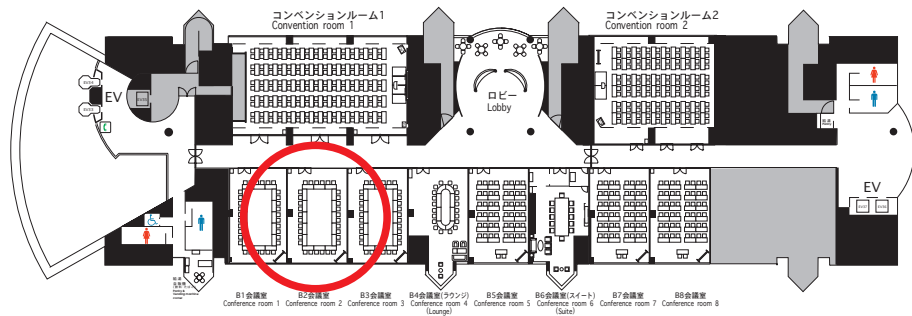 コンベンションルーム1
Convention room 1
コンベンションルーム2
Convention room 2
ロビー
Lobby
EV
EV
B1会議室
Conference room 1
B2会議室
Conference room 2
B3会議室
Conference room 3
B4会議室(ラウンジ)
Conference room 4
(Lounge)
B5会議室
Conference room 5
B6会議室(スイート)
Conference room 6
(Suite)
B7会議室
Conference room 7
B8会議室
Conference room 8